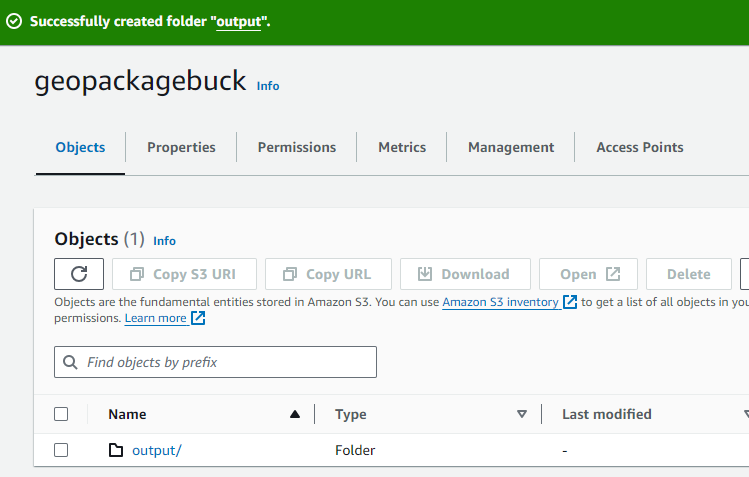 Successfully created folder "output".
geopackagebuck Info
Objects Properties Permissions Metrics Management Access Points
Objects (1) Info
Copy S3 URI Copy URL Download Open Delete
Objects are the fundamental entities stored in Amazon S3. You can use Amazon S3 inventory to get a list of all objects in you
permissions. Learn more
Find objects by prefix
Name Type Last modified
output/ Folder -